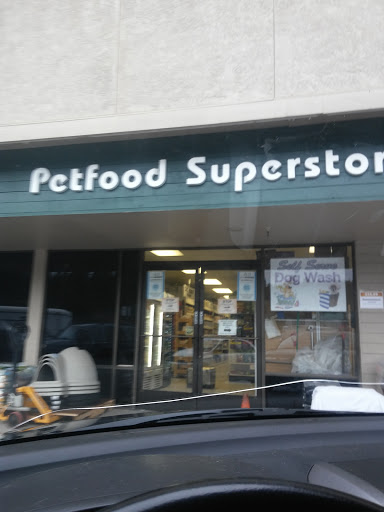 Petfood Superstor
Self Serve
Dog Wash